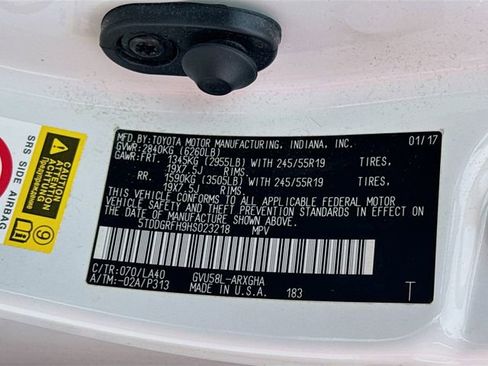 MFD.BY: TOYOTA MOTOR MANUFACTURING, INDIANA, INC. 01/17
GVWR: 2840KG (6260LB)
GAWR: FRT. 1345KG (2955LB) WITH 245/55R19 TIRES,
19X7.5J RIMS
RR. 1590KG (3505LB) WITH 245/55R19 TIRES,
19X7.5J RIMS
THIS VEHICLE CONFORMS TO ALL APPLICABLE FEDERAL MOTOR
VEHICLE SAFETY AND THEFT PREVENTION STANDARDS IN EFFECT
ON THE DATE OF MANUFACTURE SHOWN ABOVE.
5TDDGRFH9HS023218 MPV
C/TR: 070/LA40 GVU58L-ARXGHA
A/TM: -02A/P313 MADE IN U.S.A. 183 T
SRS SIDE AIRBAG
ATTENTION
9